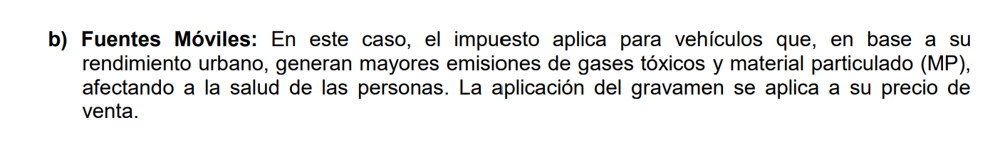 b) Fuentes Móviles: En este caso, el impuesto aplica para vehículos que, en base a su
rendimiento urbano, generan mayores emisiones de gases tóxicos y material particulado (MP),
afectando a la salud de las personas. La aplicación del gravamen se aplica a su precio de
venta.